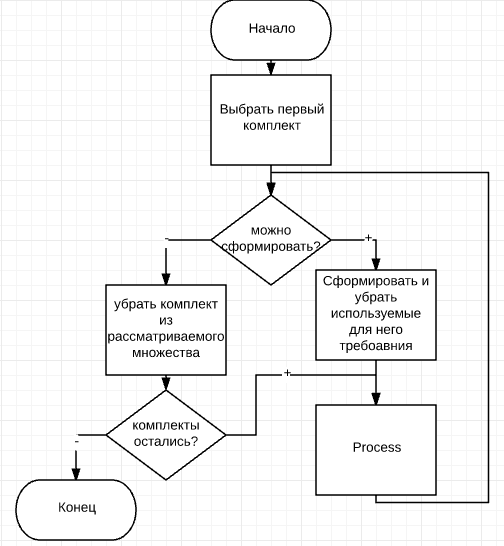 Начало
Выбрать первый
комплект
можно
сформировать?
-
+
Сформировать и
убрать
используемые
для него
требоавния
убрать комплект
из
рассматриваемого
множества
+
комплекты
остались?
-
Process
Конец